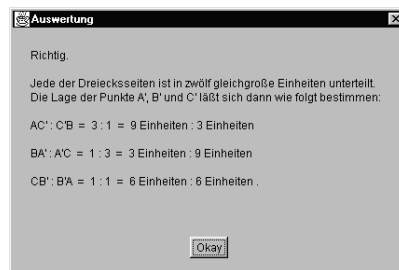 Auswertung
Richtig.
Jede der Dreiecksseiten ist in zwölf gleichgroße Einheiten unterteilt.
Die Lage der Punkte A', B' und C' läßt sich dann wie folgt bestimmen:
AC' : C'B = 3 : 1 = 9 Einheiten : 3 Einheiten
BA' : A'C = 1 : 3 = 3 Einheiten : 9 Einheiten
CB' : B'A = 1 : 1 = 6 Einheiten : 6 Einheiten .
Okay